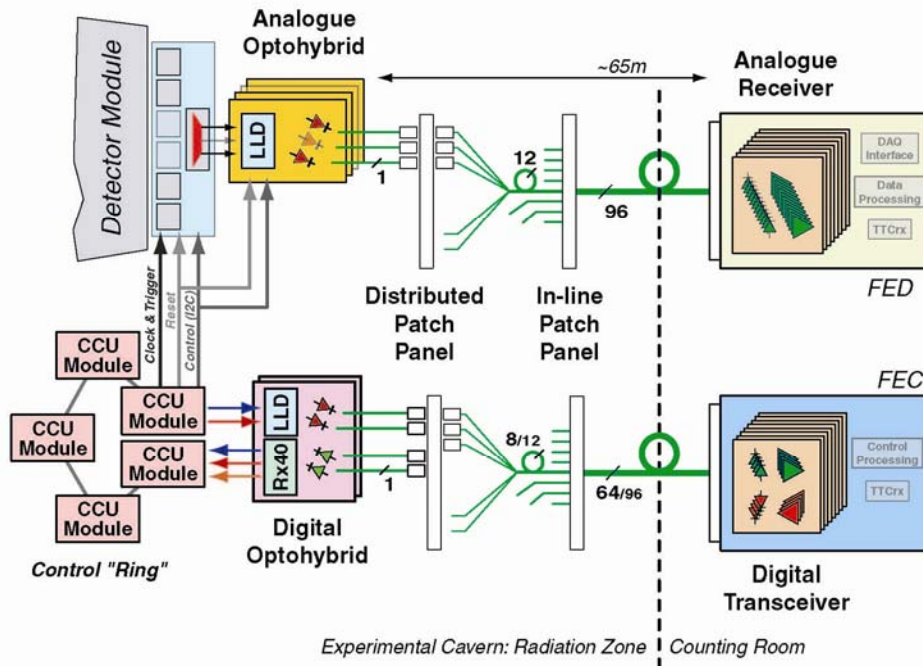 Analogue
Optohybrid
~65m
Analogue
Receiver
Detector Module
LLD
1
12
96
DAQ
Interface
Data
Processing
TTCrx
FED
Clock & Trigger
Reset
Control (I2C)
Distributed
Patch
Panel
In-line
Patch
Panel
CCU
Module
CCU
Module
CCU
Module
CCU
Module
CCU
Module
Control "Ring"
LLD
Rx40
1
Digital
Optohybrid
8/12
64/96
FEC
Control
Processing
TTCrx
Digital
Transceiver
Experimental Cavern: Radiation Zone
Counting Room